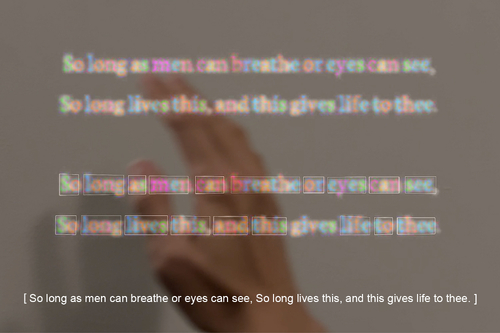 So long as men can breathe or eyes can see,
So long lives this, and this gives life to thee.
So long as men can breathe or eyes can see,
So long lives this, and this gives life to thee.
[ So long as men can breathe or eyes can see, So long lives this, and this gives life to thee. ]